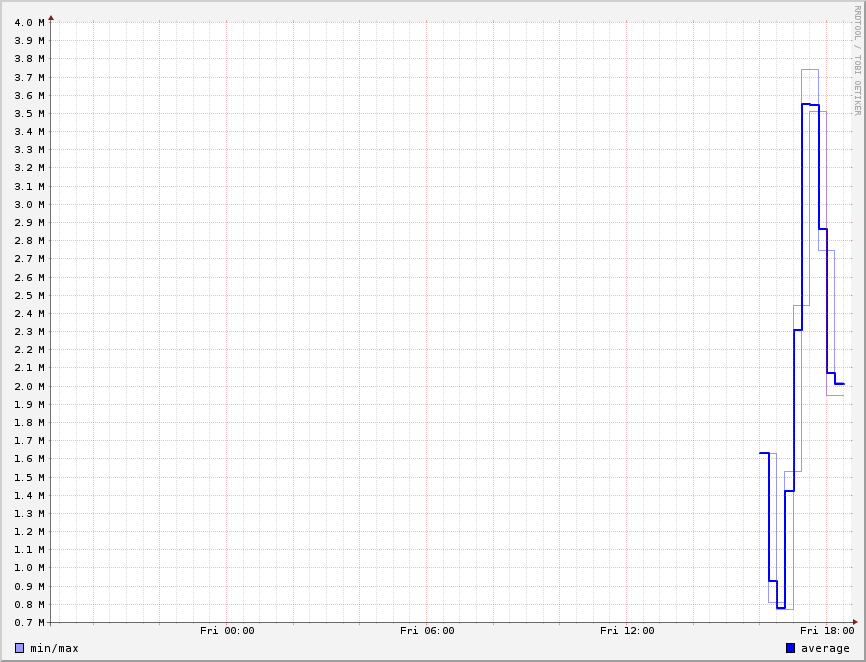 RRDTOOL / TOBI OETIKER
4.0 M
3.9 M
3.8 M
3.7 M
3.6 M
3.5 M
3.4 M
3.3 M
3.2 M
3.1 M
3.0 M
2.9 M
2.8 M
2.7 M
2.6 M
2.5 M
2.4 M
2.3 M
2.2 M
2.1 M
2.0 M
1.9 M
1.8 M
1.7 M
1.6 M
1.5 M
1.4 M
1.3 M
1.2 M
1.1 M
1.0 M
0.9 M
0.8 M
0.7 M
Fri 00:00 Fri 06:00 Fri 12:00 Fri 18:00
min/max average